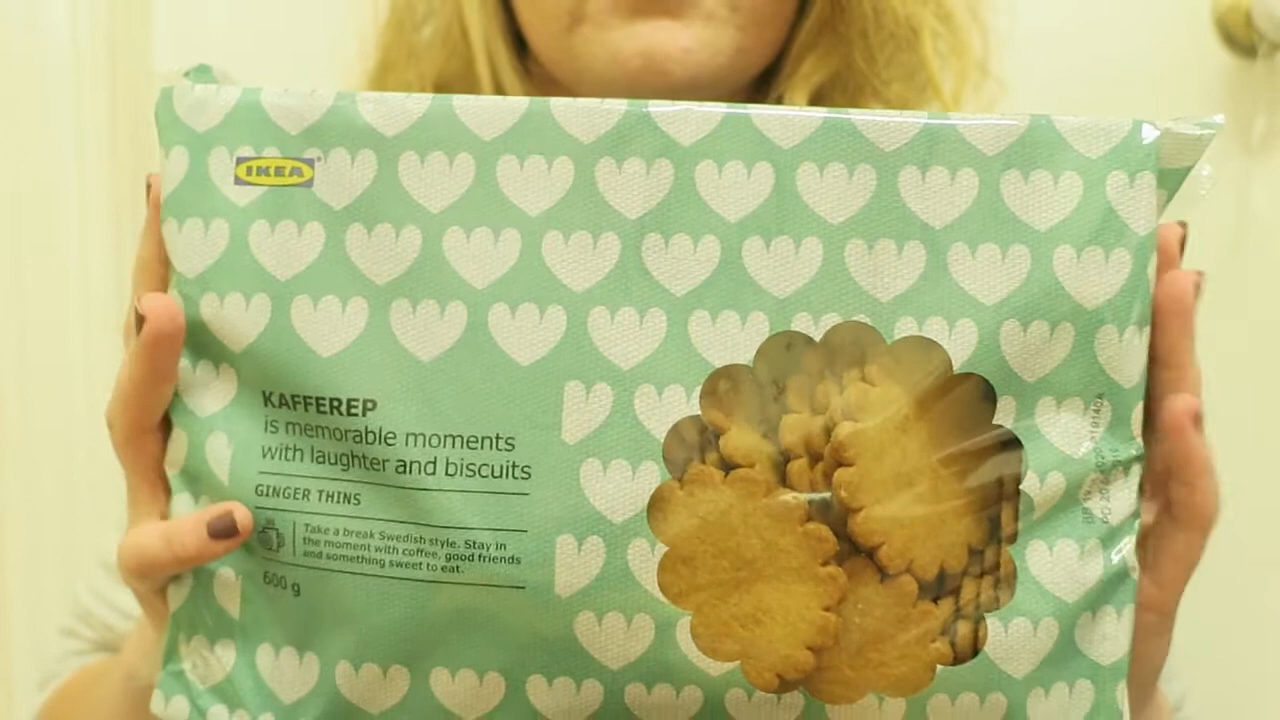 IKEA
KAFFEREP
is memorable moments
with laughter and biscuits
GINGER THINS
Take a break Swedish style. Stay in
the moment with coffee, good friends
and something sweet to eat.
600 g